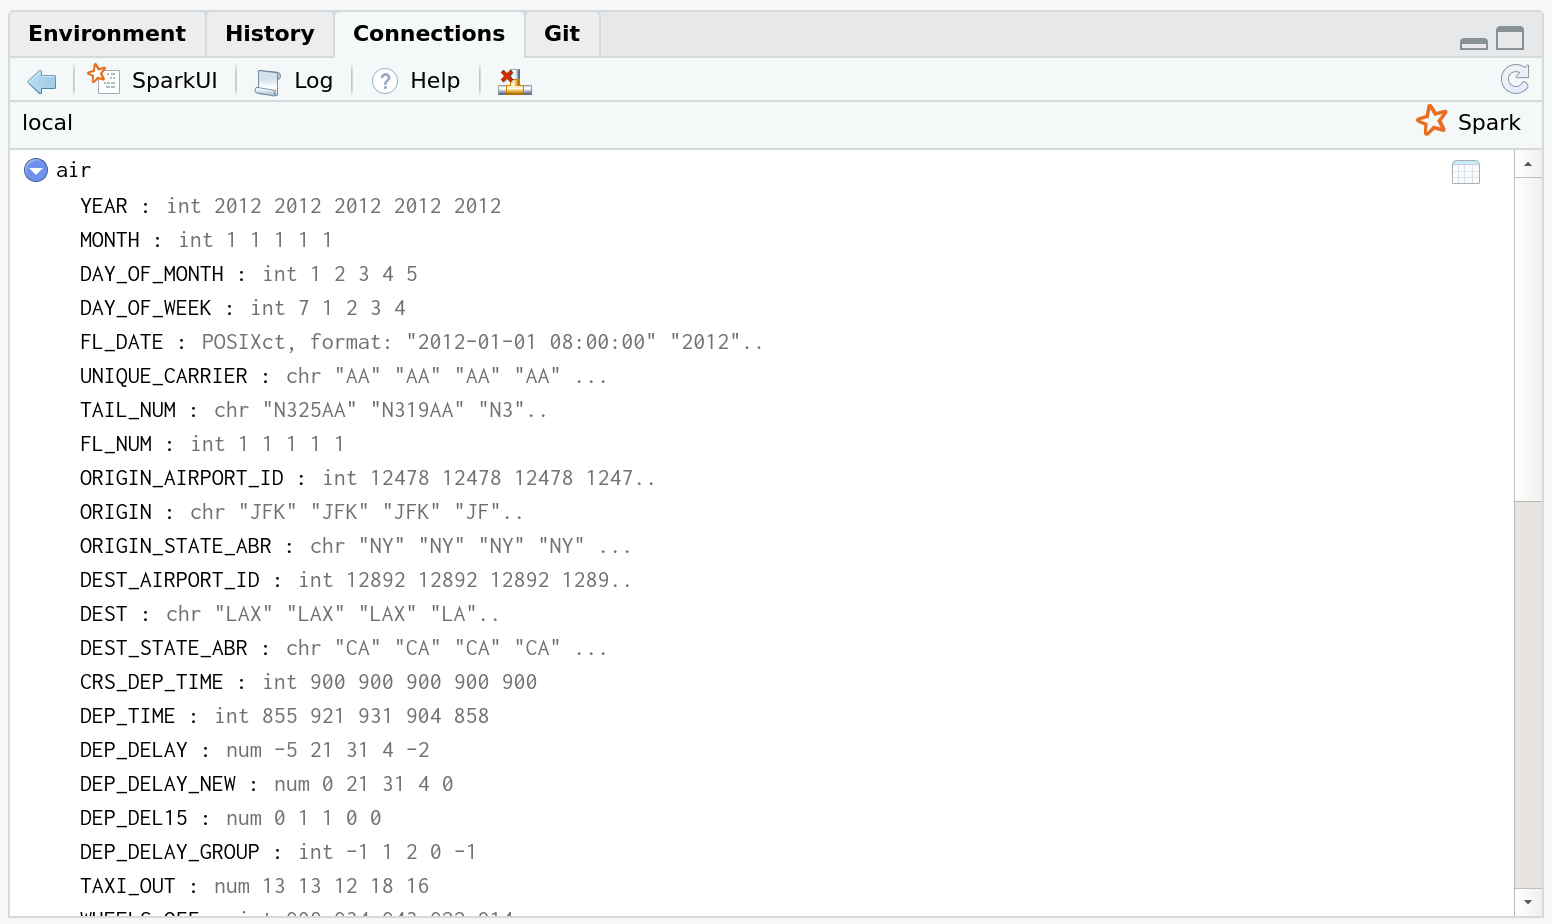 Environment History Connections Git
SparkUI Log ? Help
local Spark
air
YEAR : int 2012 2012 2012 2012 2012
MONTH : int 1 1 1 1 1
DAY_OF_MONTH : int 1 2 3 4 5
DAY_OF_WEEK : int 7 1 2 3 4
FL_DATE : POSIXct, format: "2012-01-01 08:00:00" "2012"..
UNIQUE_CARRIER : chr "AA" "AA" "AA" "AA" ...
TAIL_NUM : chr "N325AA" "N319AA" "N3"..
FL_NUM : int 1 1 1 1 1
ORIGIN_AIRPORT_ID : int 12478 12478 12478 1247..
ORIGIN : chr "JFK" "JFK" "JFK" "JF"..
ORIGIN_STATE_ABR : chr "NY" "NY" "NY" "NY" ...
DEST_AIRPORT_ID : int 12892 12892 12892 1289..
DEST : chr "LAX" "LAX" "LAX" "LA"..
DEST_STATE_ABR : chr "CA" "CA" "CA" "CA" ...
CRS_DEP_TIME : int 900 900 900 900 900
DEP_TIME : int 855 921 931 904 858
DEP_DELAY : num -5 21 31 4 -2
DEP_DELAY_NEW : num 0 21 31 4 0
DEP_DEL15 : num 0 1 1 0 0
DEP_DELAY_GROUP : int -1 1 2 0 -1
TAXI_OUT : num 13 13 12 18 16